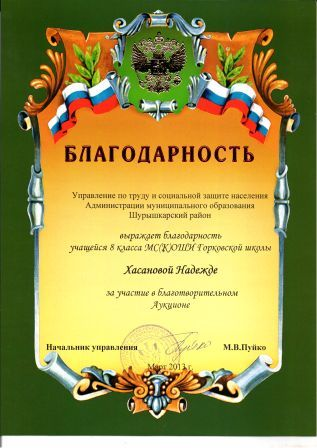 БЛАГОДАРНОСТЬ
Управление по труду и социальной защите населения
Администрации муниципального образования
Шурышкарский район
выражает благодарность
учащейся 8 класса МС(К)ОШИ Горковской школы
Хасановой Надежде
за участие в благотворительном
Аукционе
Начальник управления М.В.Пуйко
Март 2013 г.